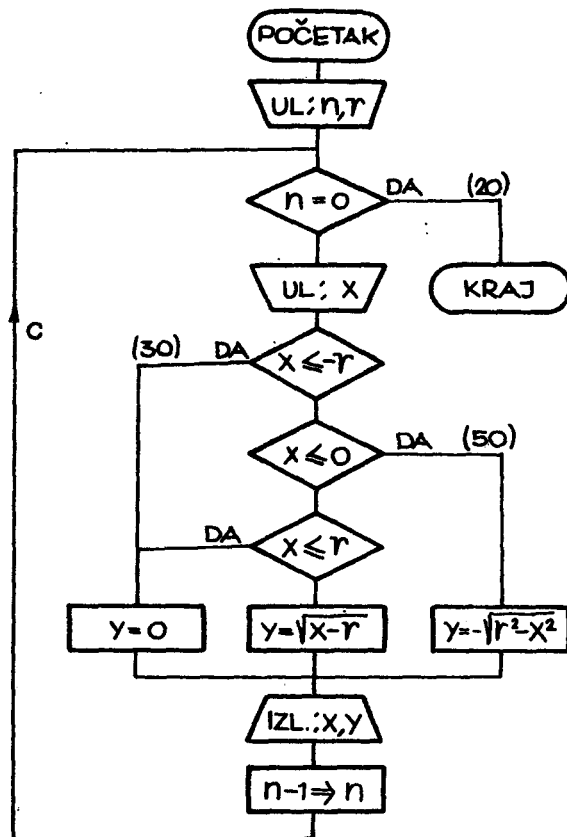 POČETAK
UL; n,r
n = 0
DA
(20)
UL; X
KRAJ
C
(30)
DA
X ≤ -r
X ≤ 0
DA
(50)
DA
X ≤ r
Y = 0
Y = √X-r
Y = -√r²-X²
IZL.; X,Y
n-1 ⇒ n